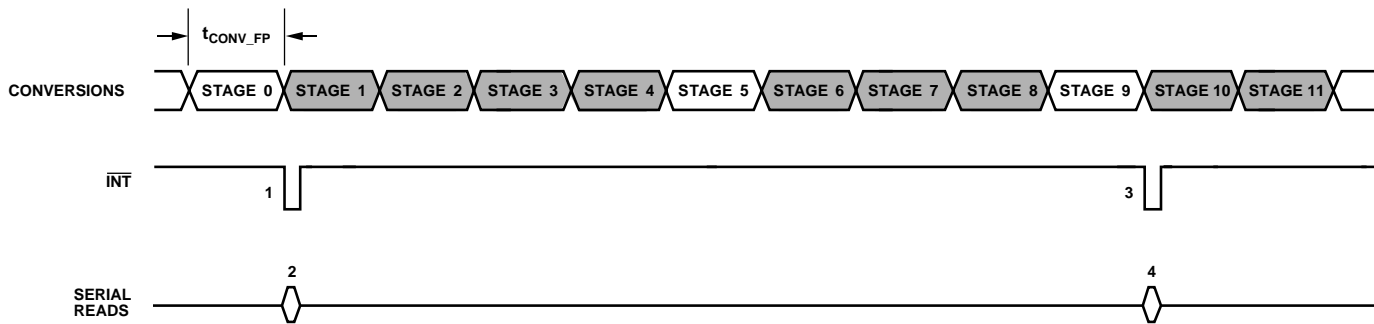 tCONV_FP
CONVERSIONS
STAGE 0
STAGE 1
STAGE 2
STAGE 3
STAGE 4
STAGE 5
STAGE 6
STAGE 7
STAGE 8
STAGE 9
STAGE 10
STAGE 11
INT
1
3
2
4
SERIAL
READS